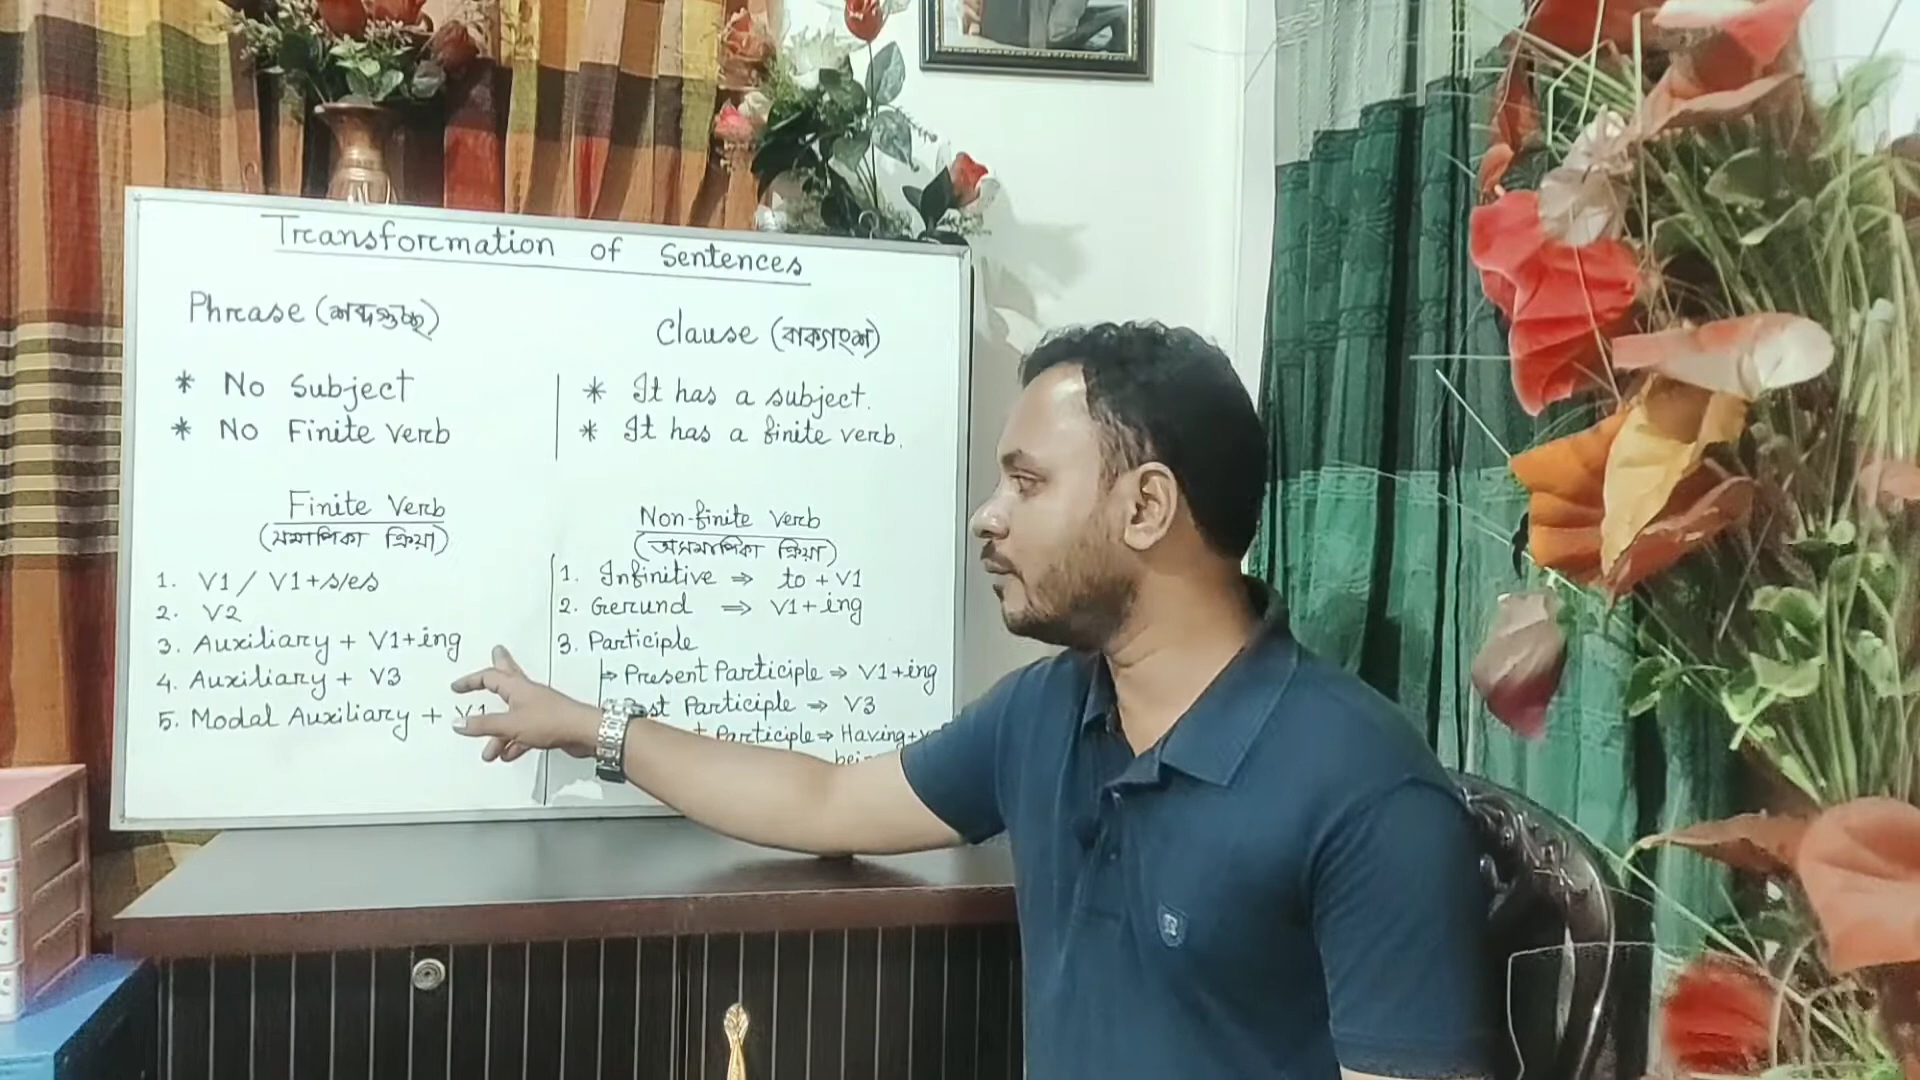 Transformation of Sentences
Phrase (শব্দগুচ্ছ)
* No Subject
* No Finite Verb
Clause (বাক্যাংশ)
* It has a subject.
* It has a finite verb.
Finite Verb
(সমাপিকা ক্রিয়া)
1. V1 / V1+s/es
2. V2
3. Auxiliary + V1+ing
4. Auxiliary + V3
5. Modal Auxiliary + V1
Non-finite Verb
(অসমাপিকা ক্রিয়া)
1. Infinitive ⇒ to + V1
2. Gerund ⇒ V1+ing
3. Participle
Present Participle ⇒ V1+ing
Participle ⇒ V3
Participle ⇒ Having+